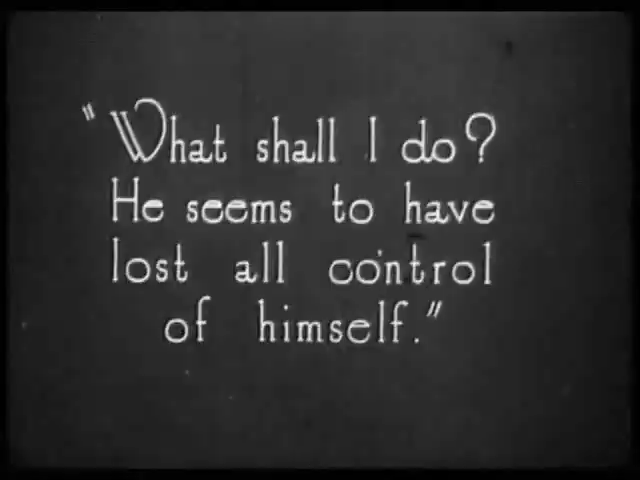 "What shall I do?
He seems to have
lost all control
of himself."